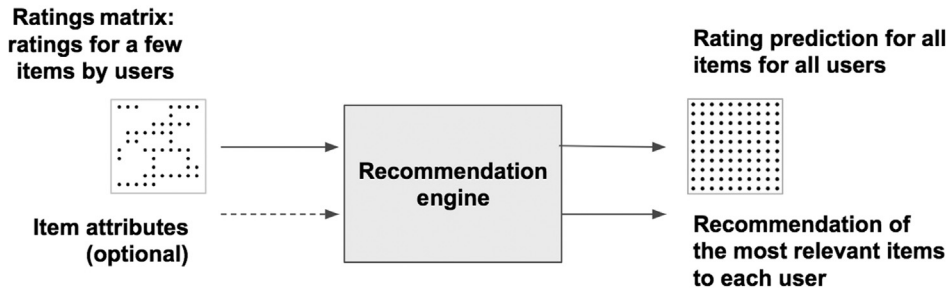 Ratings matrix:
ratings for a few
items by users
Item attributes
(optional)
Recommendation
engine
Rating prediction for all
items for all users
Recommendation of
the most relevant items
to each user